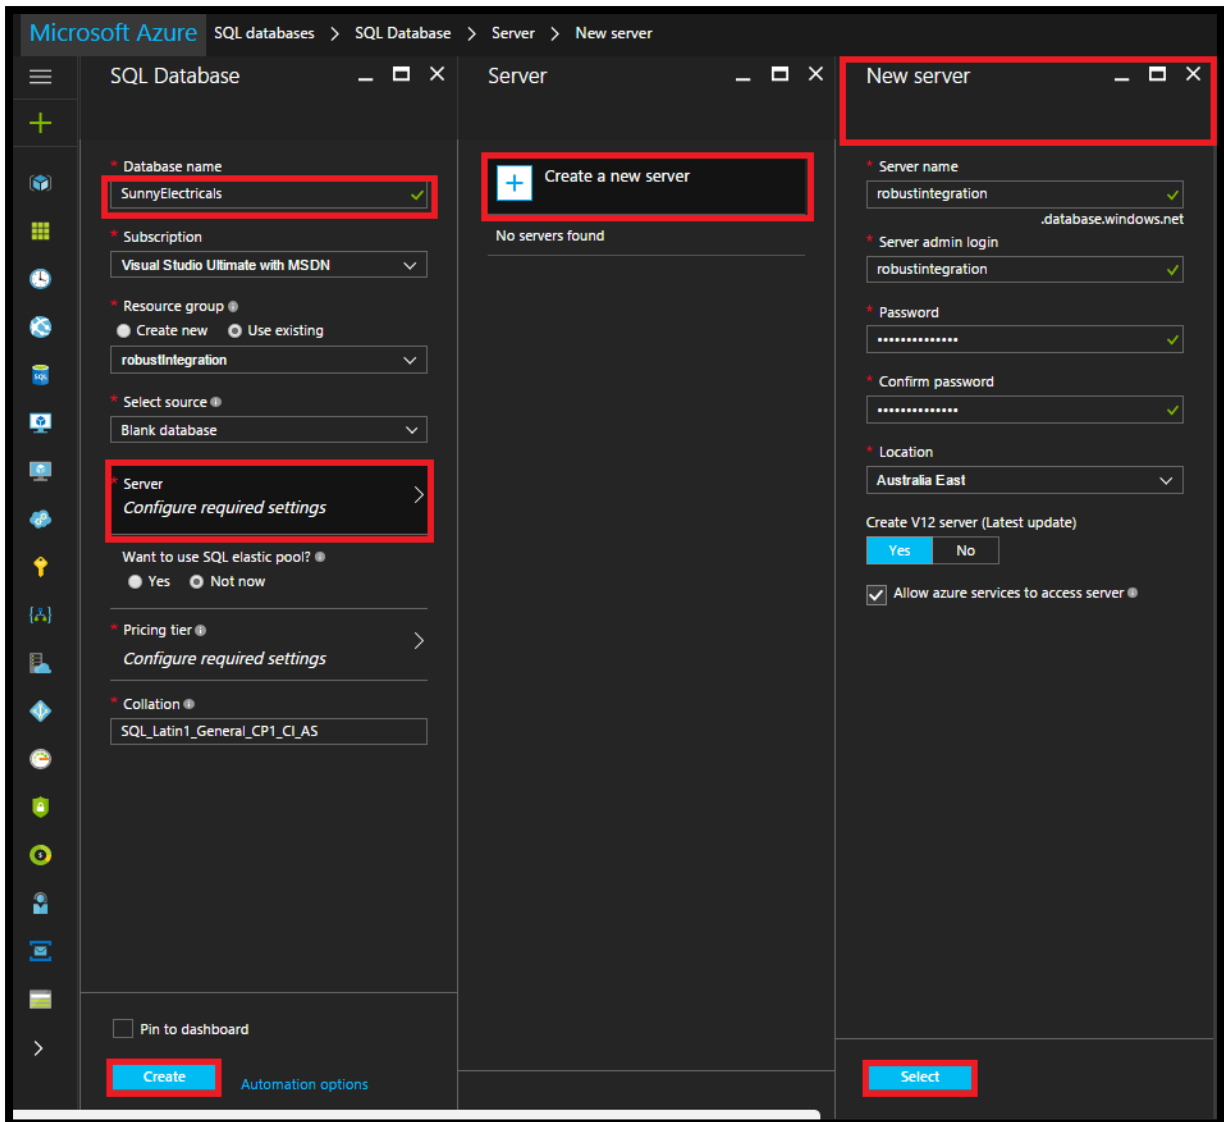 Microsoft Azure SQL databases > SQL Database > Server > New server
SQL Database
* Database name
SunnyElectricals
* Subscription
Visual Studio Ultimate with MSDN
* Resource group
Create new Use existing
robustIntegration
* Select source
Blank database
* Server
Configure required settings
Want to use SQL elastic pool?
Yes Not now
* Pricing tier
Configure required settings
* Collation
SQL_Latin1_General_CP1_CI_AS
Pin to dashboard
Create Automation options
Server
Create a new server
No servers found
New server
* Server name
robustintegration
.database.windows.net
* Server admin login
robustintegration
* Password
••••••••••••••
* Confirm password
••••••••••••••
* Location
Australia East
Create V12 server (Latest update)
Yes No
Allow azure services to access server
Select
SQL